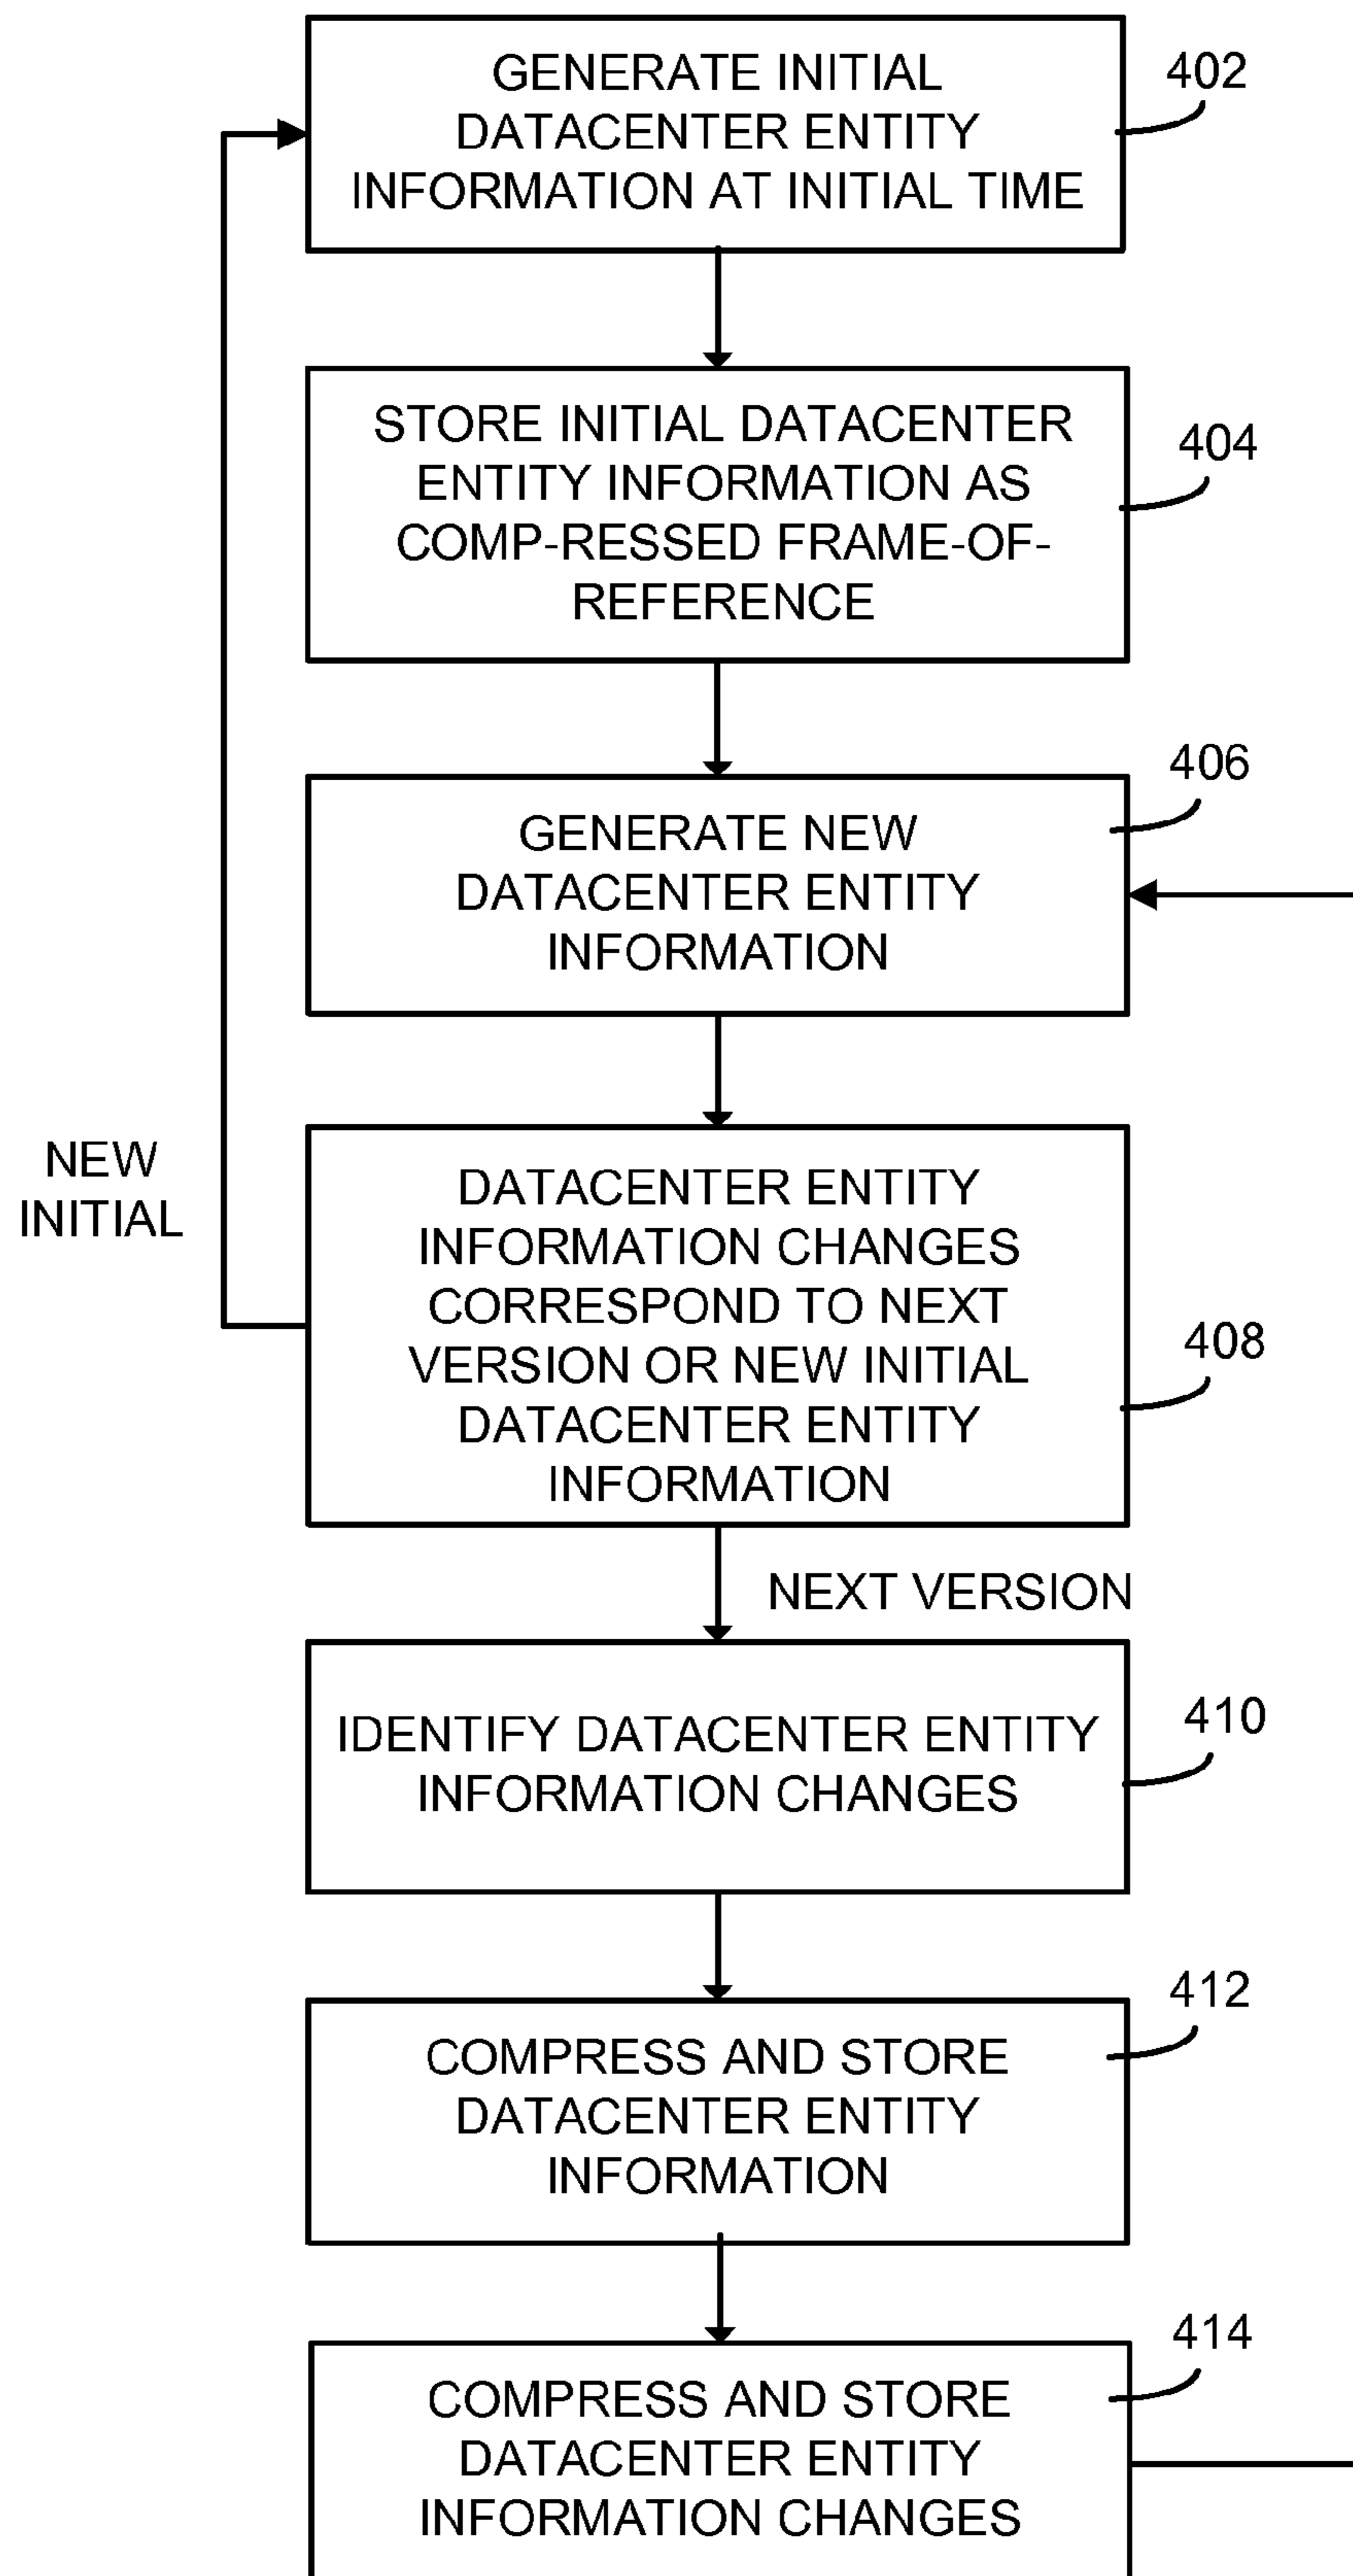 GENERATE INITIAL
DATACENTER ENTITY
INFORMATION AT INITIAL TIME
402
STORE INITIAL DATACENTER
ENTITY INFORMATION AS
COMP-RESSED FRAME-OF-
REFERENCE
404
GENERATE NEW
DATACENTER ENTITY
INFORMATION
406
NEW
INITIAL
DATACENTER ENTITY
INFORMATION CHANGES
CORRESPOND TO NEXT
VERSION OR NEW INITIAL
DATACENTER ENTITY
INFORMATION
408
NEXT VERSION
IDENTIFY DATACENTER ENTITY
INFORMATION CHANGES
410
COMPRESS AND STORE
DATACENTER ENTITY
INFORMATION
412
COMPRESS AND STORE
DATACENTER ENTITY
INFORMATION CHANGES
414